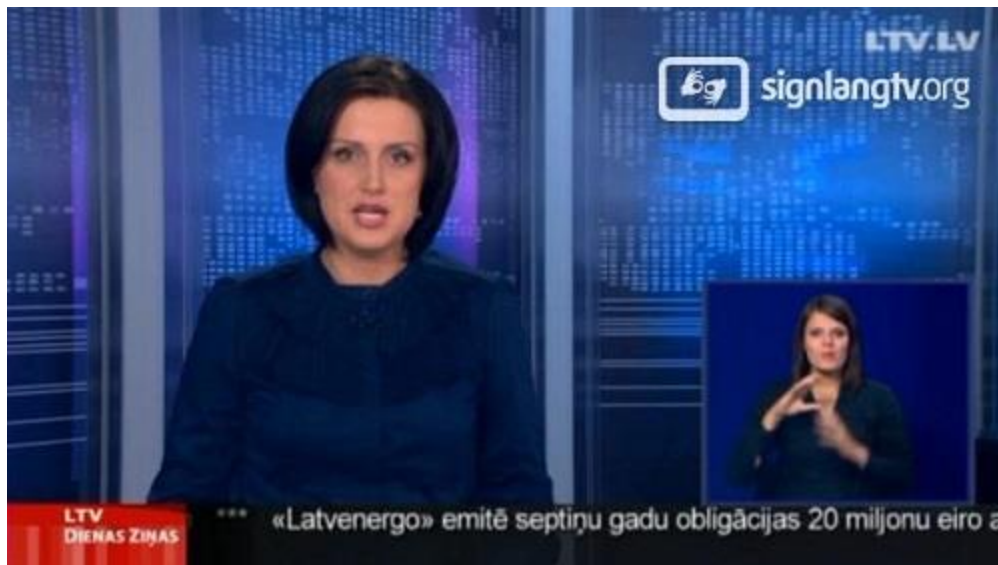 LTV.LV
signlangtv.org
LTV
DIENAS ZIŅAS
*** «Latvenergo» emitē septiņu gadu obligācijas 20 miljonu eiro a